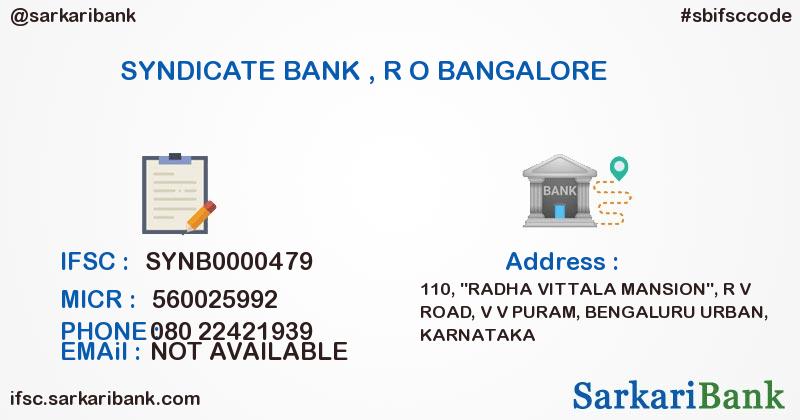 @sarkaribank
#sbifsccode
SYNDICATE BANK , R O BANGALORE
BANK
IFSC : SYNB0000479
MICR : 560025992
PHONE : 080 22421939
EMAil : NOT AVAILABLE
Address :
110, "RADHA VITTALA MANSION", R V
ROAD, V V PURAM, BENGALURU URBAN,
KARNATAKA
ifsc.sarkaribank.com
SarkariBank